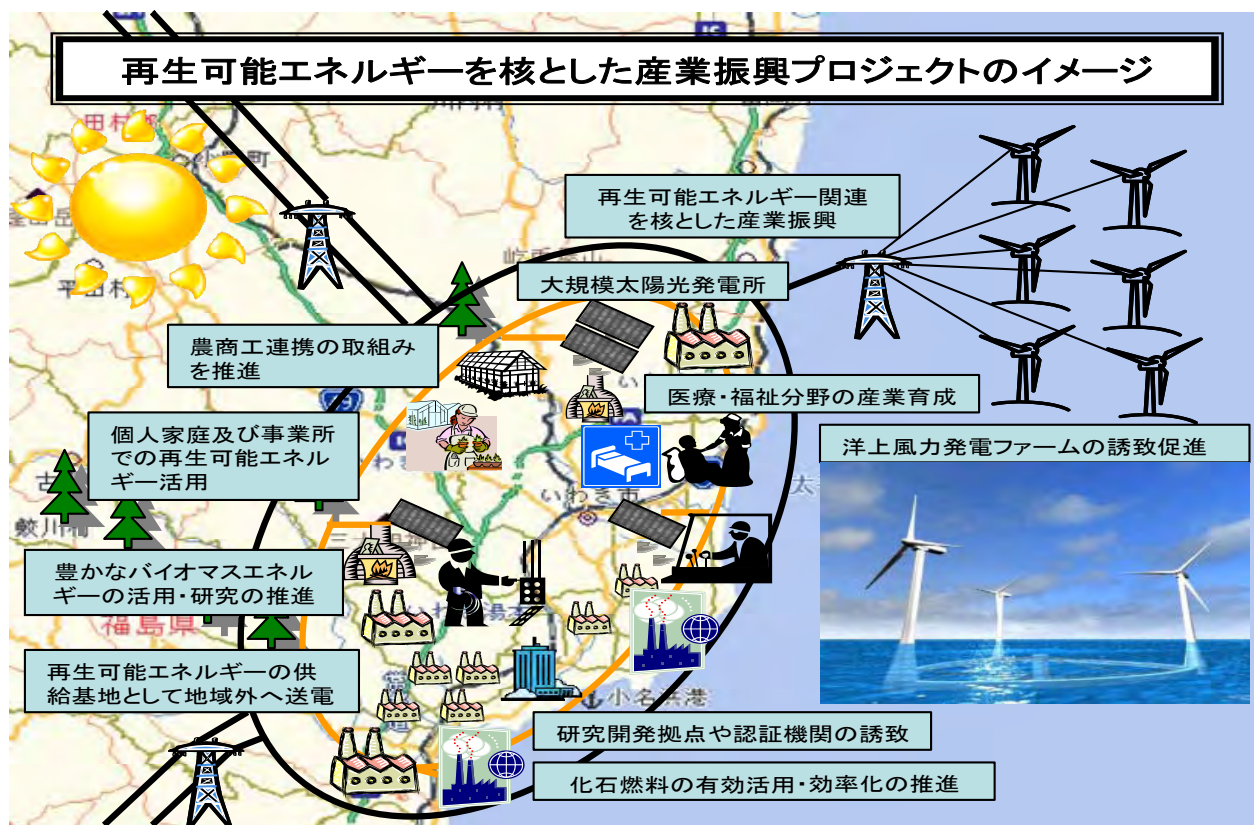 再生可能エネルギーを核とした産業振興プロジェクトのイメージ
再生可能エネルギー関連
を核とした産業振興
大規模太陽光発電所
農商工連携の取組み
を推進
医療・福祉分野の産業育成
個人家庭及び事業所
での再生可能エネル
ギー活用
洋上風力発電ファームの誘致促進
豊かなバイオマスエネル
ギーの活用・研究の推進
再生可能エネルギーの供
給基地として地域外へ送電
研究開発拠点や認証機関の誘致
化石燃料の有効活用・効率化の推進
平田村
いわき市
福島県
小名浜港